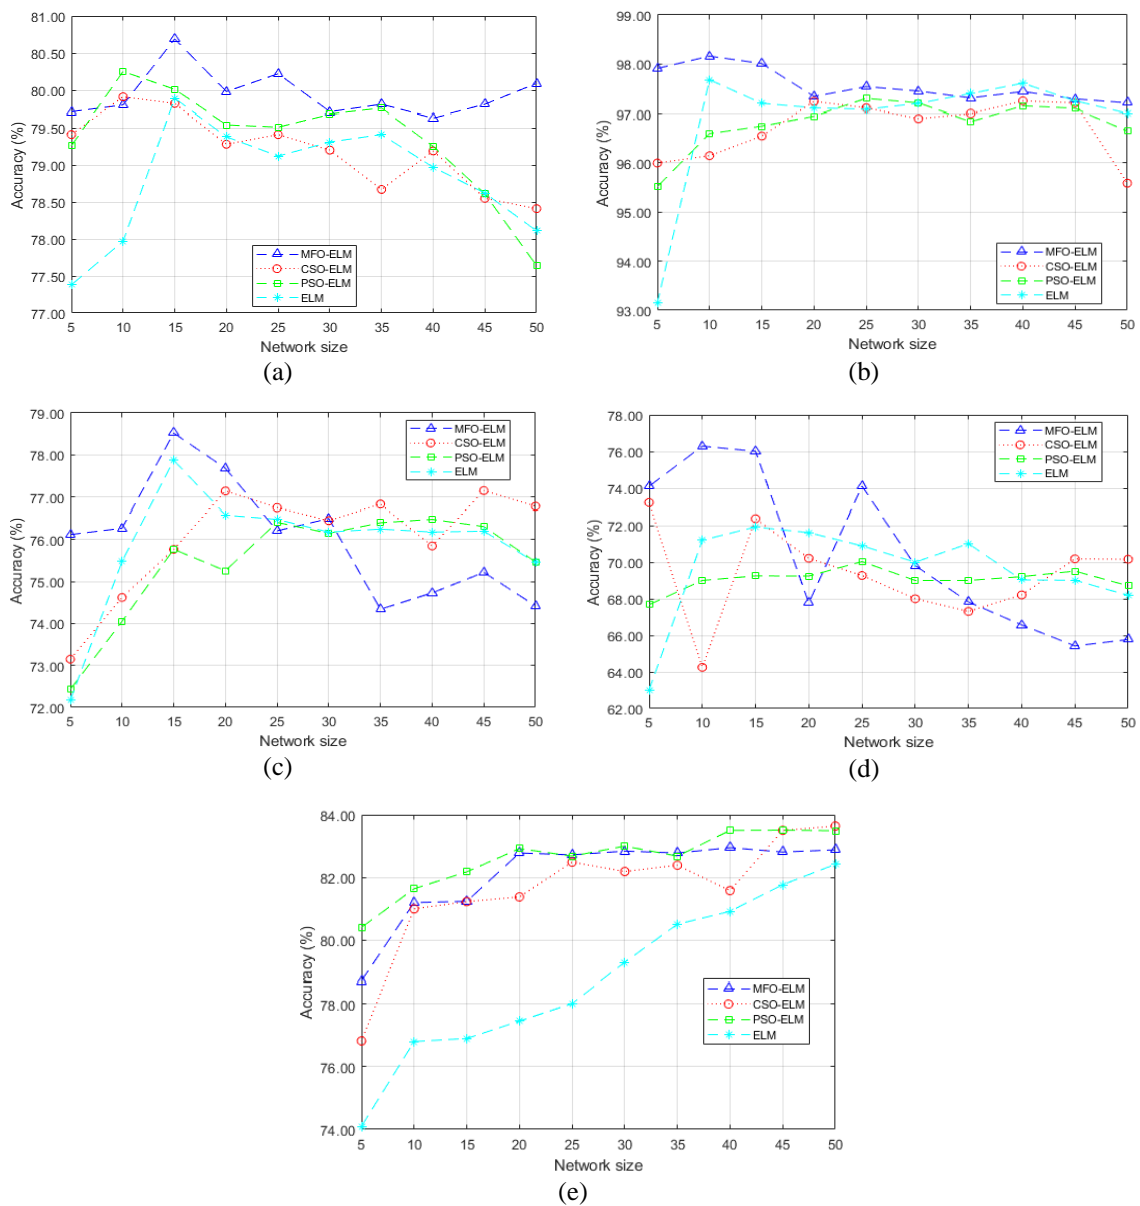 81.00
80.50
80.00
79.50
79.00
78.50
78.00
77.50
77.00
Accuracy (%)
5 10 15 20 25 30 35 40 45 50
Network size
MFO-ELM
CSO-ELM
PSO-ELM
ELM
(a)
99.00
98.00
97.00
96.00
95.00
94.00
93.00
Accuracy (%)
5 10 15 20 25 30 35 40 45 50
Network size
MFO-ELM
CSO-ELM
PSO-ELM
ELM
(b)
79.00
78.00
77.00
76.00
75.00
74.00
73.00
72.00
Accuracy (%)
5 10 15 20 25 30 35 40 45 50
Network size
MFO-ELM
CSO-ELM
PSO-ELM
ELM
(c)
78.00
76.00
74.00
72.00
70.00
68.00
66.00
64.00
62.00
Accuracy (%)
5 10 15 20 25 30 35 40 45 50
Network size
MFO-ELM
CSO-ELM
PSO-ELM
ELM
(d)
84.00
82.00
80.00
78.00
76.00
74.00
Accuracy (%)
5 10 15 20 25 30 35 40 45 50
Network size
MFO-ELM
CSO-ELM
PSO-ELM
ELM
(e)